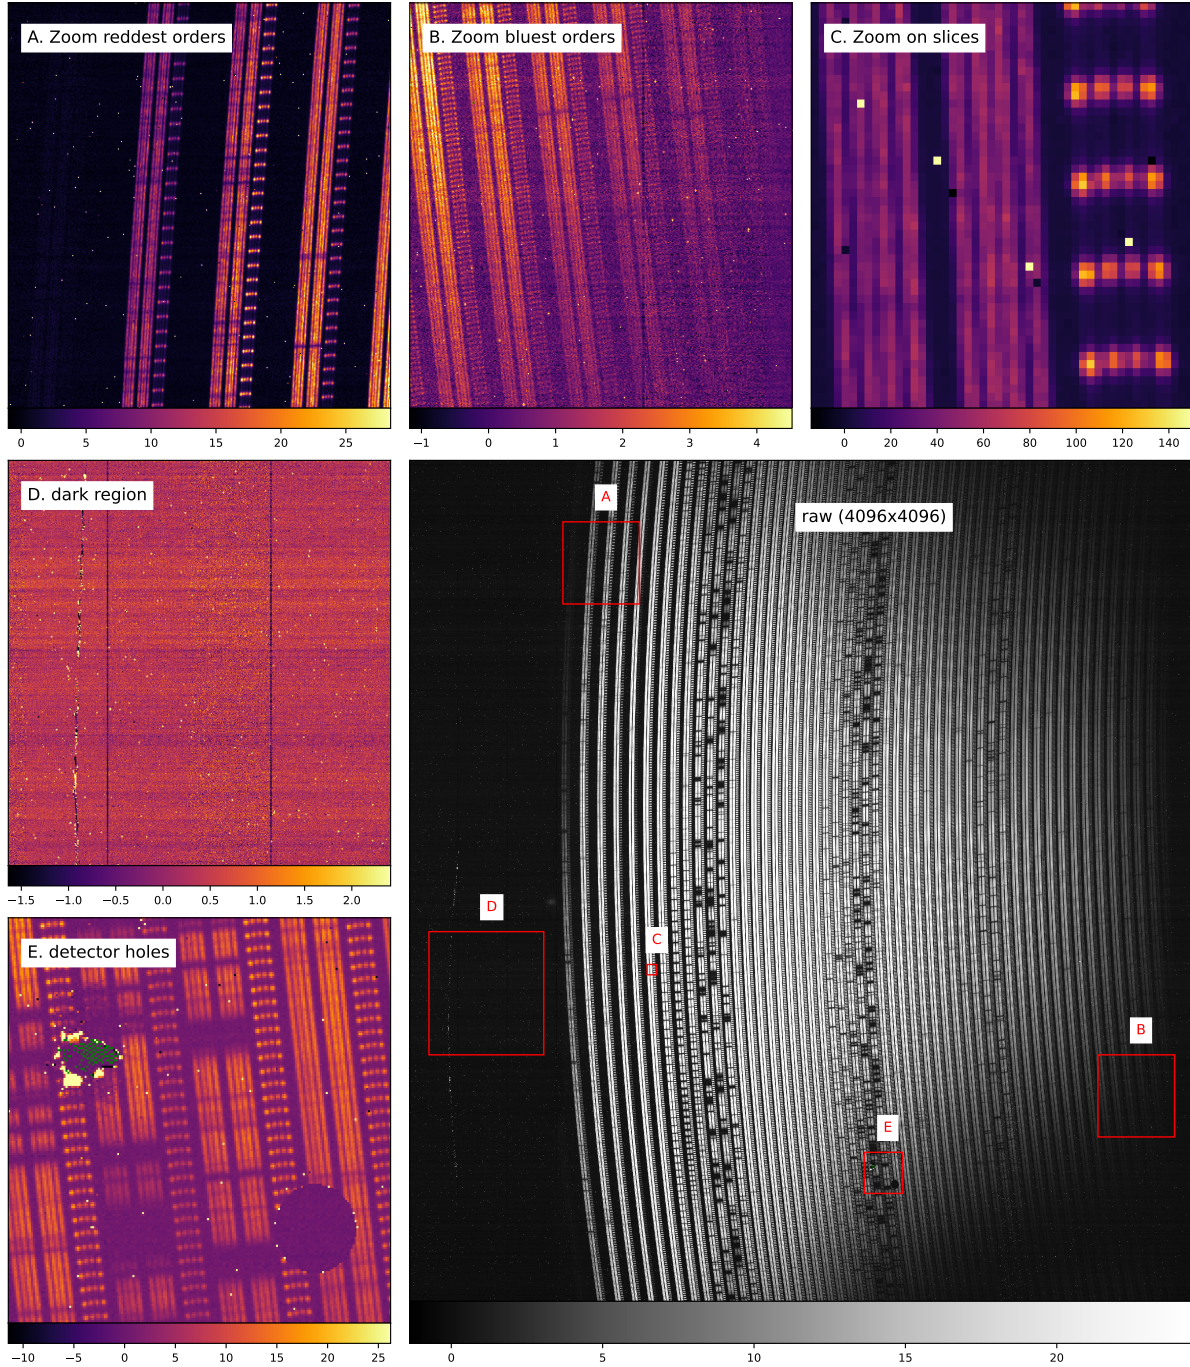 A. Zoom reddest orders
B. Zoom bluest orders
C. Zoom on slices
0 5 10 15 20 25
−1 0 1 2 3 4
0 20 40 60 80 100 120 140
D. dark region
−1.5 −1.0 −0.5 0.0 0.5 1.0 1.5 2.0
E. detector holes
−10 −5 0 5 10 15 20 25
raw (4096x4096)
A
D
C
B
E
0 5 10 15 20